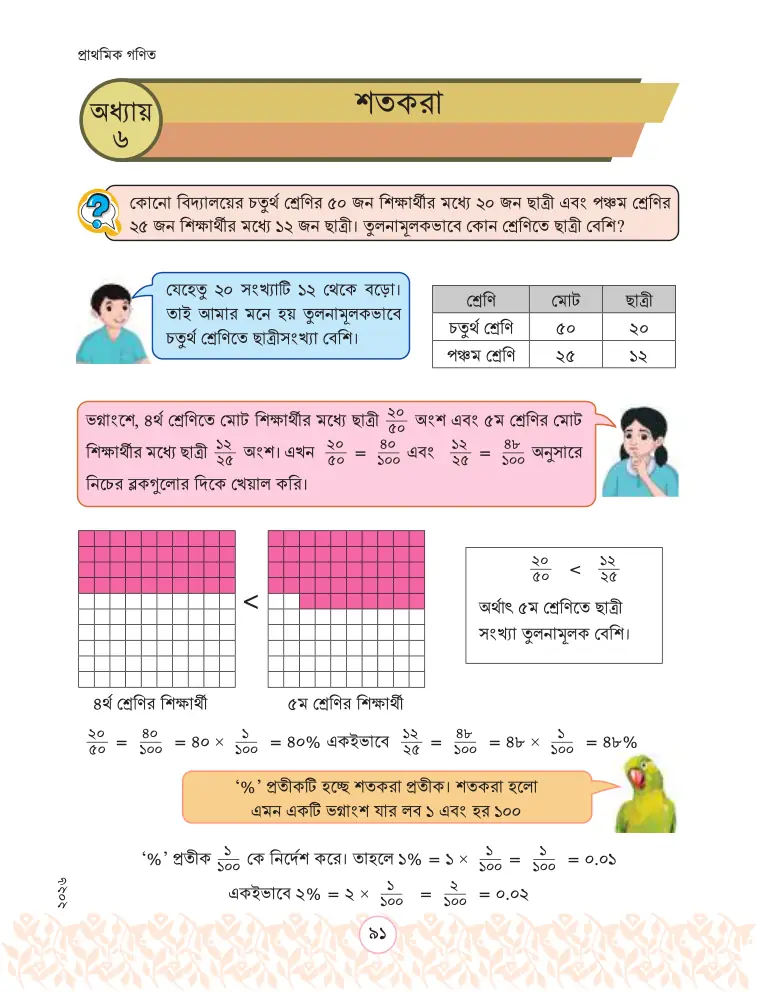 প্রাথমিক গণিত
অধ্যায়
৬
শতকরা
কোনো বিদ্যালয়ের চতুর্থ শ্রেণির ৫০ জন শিক্ষার্থীর মধ্যে ২০ জন ছাত্রী এবং পঞ্চম শ্রেণির
২৫ জন শিক্ষার্থীর মধ্যে ১২ জন ছাত্রী। তুলনামূলকভাবে কোন শ্রেণিতে ছাত্রী বেশি?
যেহেতু ২০ সংখ্যাটি ১২ থেকে বড়ো।
তাই আমার মনে হয় তুলনামূলকভাবে
চতুর্থ শ্রেণিতে ছাত্রীসংখ্যা বেশি।
শ্রেণি মোট ছাত্রী
চতুর্থ শ্রেণি ৫০ ২০
পঞ্চম শ্রেণি ২৫ ১২
ভগ্নাংশে, ৪র্থ শ্রেণিতে মোট শিক্ষার্থীর মধ্যে ছাত্রী ২০/৫০ অংশ এবং ৫ম শ্রেণির মোট
শিক্ষার্থীর মধ্যে ছাত্রী ১২/২৫ অংশ। এখন ২০/৫০ = ৪০/১০০ এবং ১২/২৫ = ৪৮/১০০ অনুসারে
নিচের ব্লকগুলোর দিকে খেয়াল করি।
<
২০/৫০ < ১২/২৫
অর্থাৎ ৫ম শ্রেণিতে ছাত্রী
সংখ্যা তুলনামূলক বেশি।
৪র্থ শ্রেণির শিক্ষার্থী ৫ম শ্রেণির শিক্ষার্থী
২০/৫০ = ৪০/১০০ = ৪০ × ১/১০০ = ৪০% একইভাবে ১২/২৫ = ৪৮/১০০ = ৪৮ × ১/১০০ = ৪৮%
‘%’ প্রতীকটি হচ্ছে শতকরা প্রতীক। শতকরা হলো
এমন একটি ভগ্নাংশ যার লব ১ এবং হর ১০০
‘%’ প্রতীক ১/১০০ কে নির্দেশ করে। তাহলে ১% = ১ × ১/১০০ = ১/১০০ = ০.০১
একইভাবে ২% = ২ × ১/১০০ = ২/১০০ = ০.০২
২০২৬
৯১